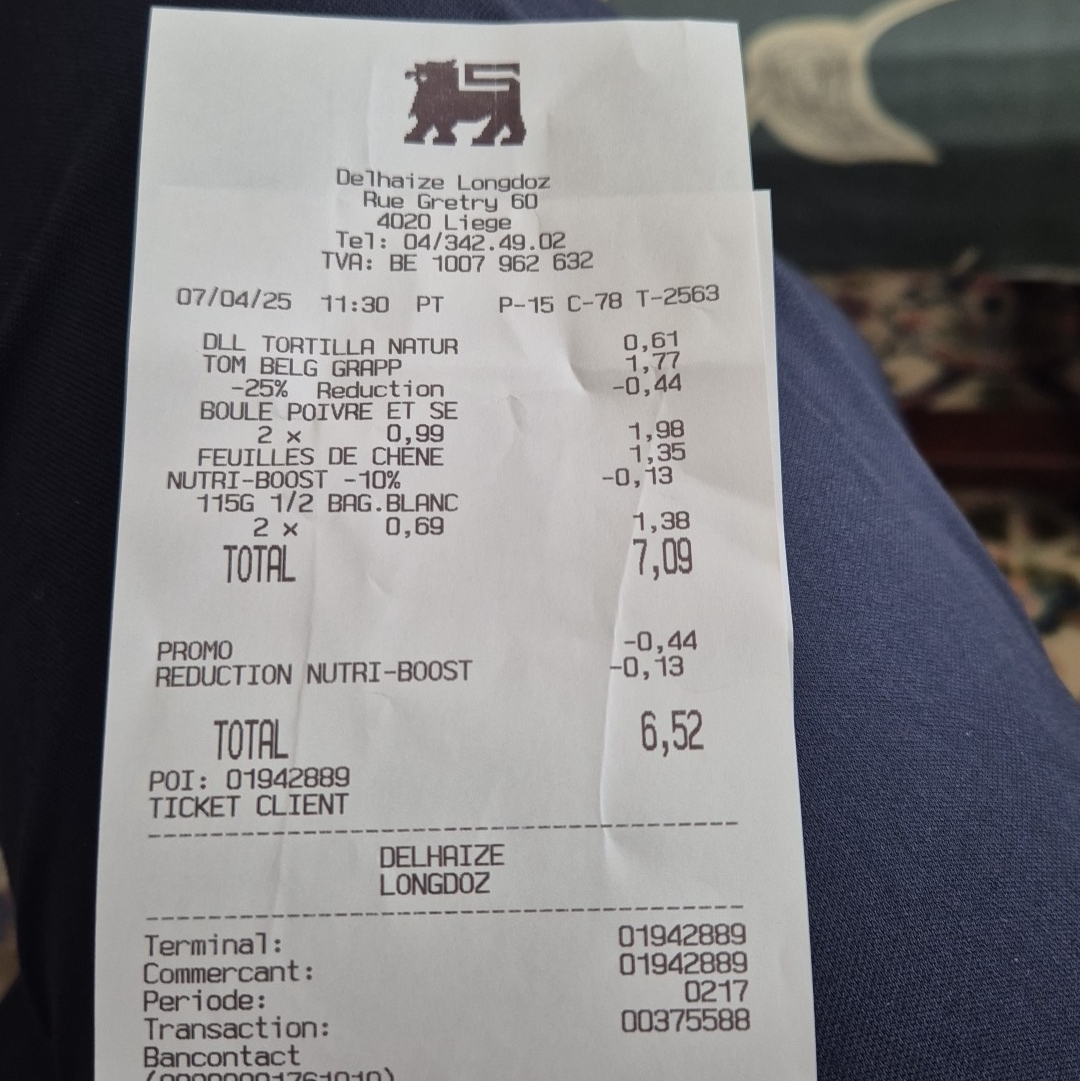 Delhaize Longdoz
Rue Gretry 60
4020 Liege
Tel: 04/342.49.02
TVA: BE 1007 962 632
07/04/25 11:30 PT P-15 C-78 T-2563
DLL TORTILLA NATUR 0,61
TOM BELG GRAPP 1,77
-25% Reduction -0,44
BOULE POIVRE ET SE
2 x 0,99 1,98
FEUILLES DE CHENE 1,35
NUTRI-BOOST -10% -0,13
115G 1/2 BAG.BLANC
2 x 0,69 1,38
TOTAL 7,09
PROMO -0,44
REDUCTION NUTRI-BOOST -0,13
TOTAL 6,52
POI: 01942889
TICKET CLIENT
DELHAIZE
LONGDOZ
Terminal: 01942889
Commercant: 01942889
Periode: 0217
Transaction: 00375588
Bancontact